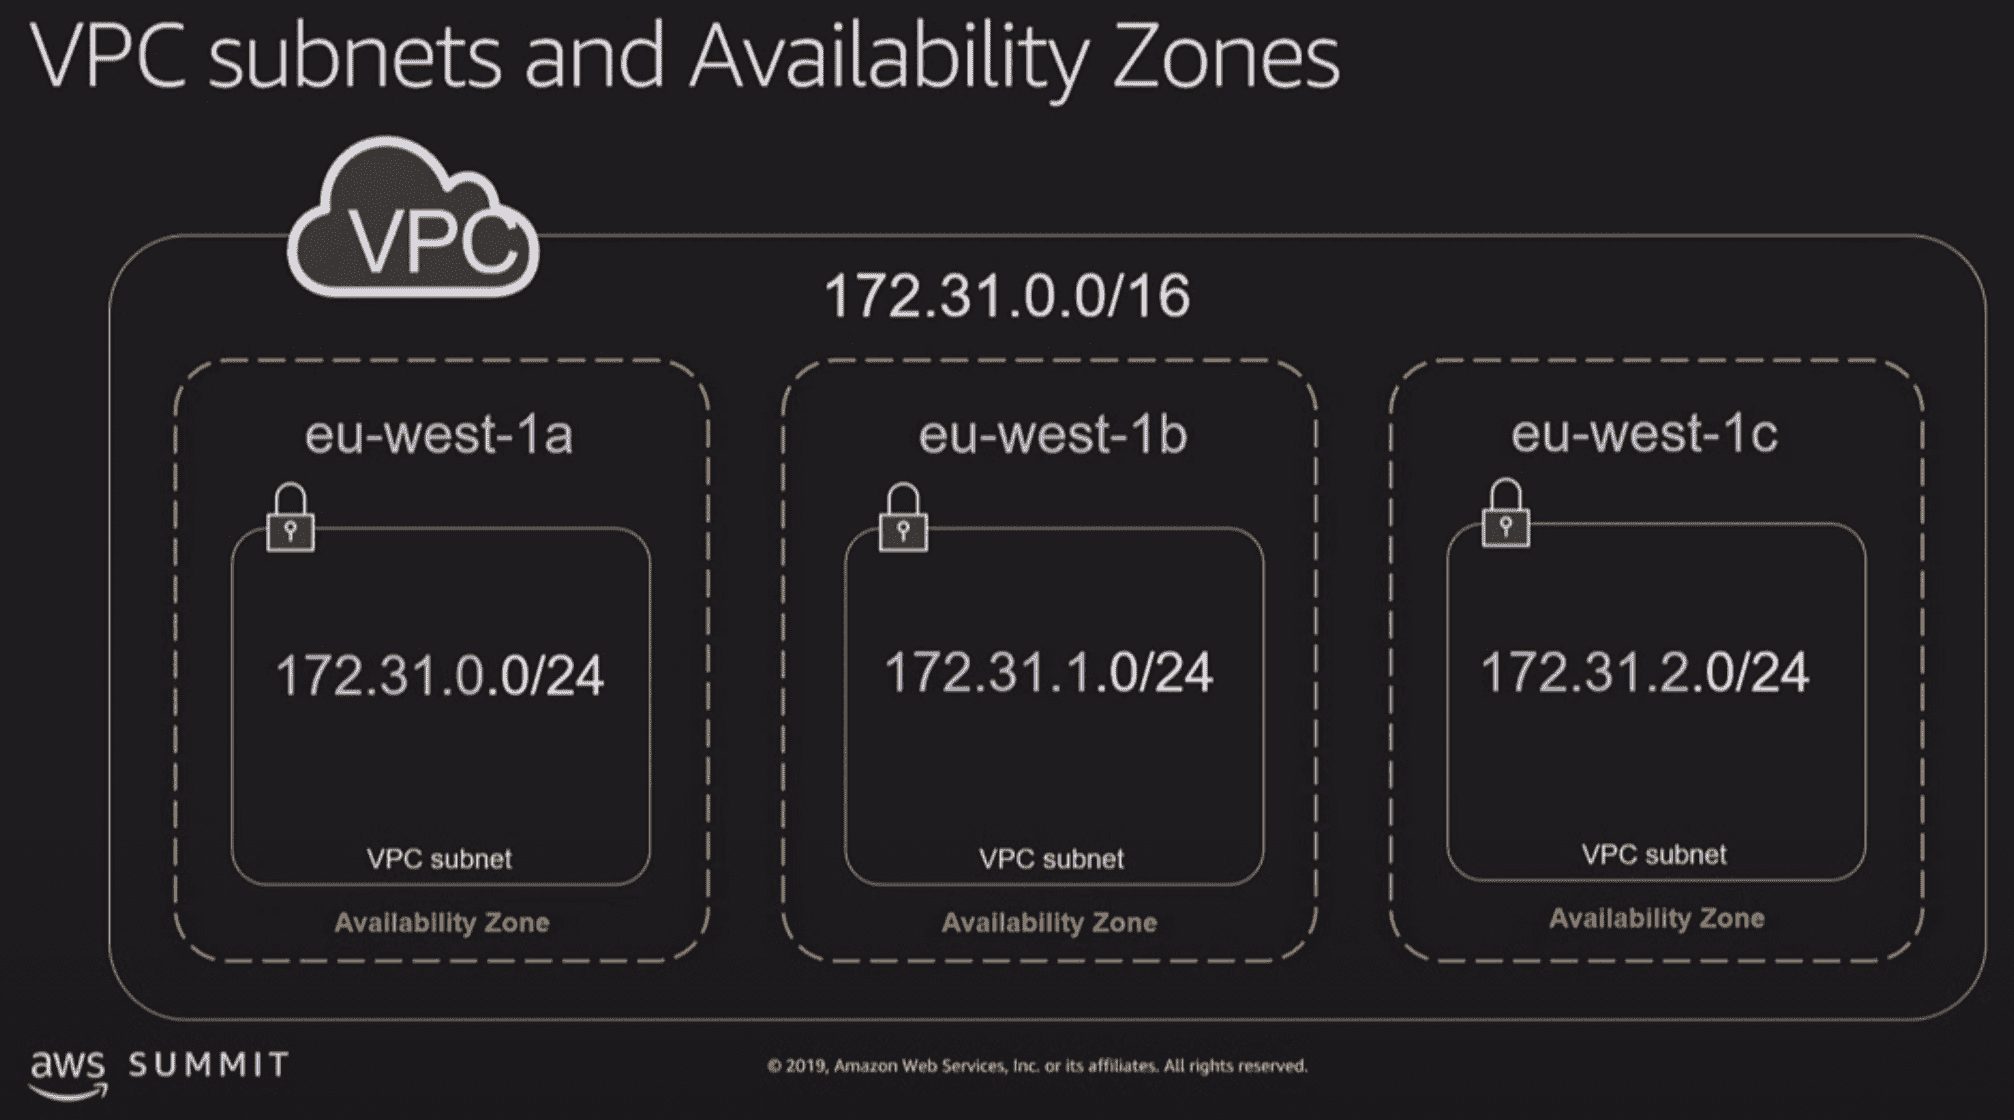 VPC subnets and Availability Zones
VPC
172.31.0.0/16
eu-west-1a
172.31.0.0/24
VPC subnet
Availability Zone
eu-west-1b
172.31.1.0/24
VPC subnet
Availability Zone
eu-west-1c
172.31.2.0/24
VPC subnet
Availability Zone
aws SUMMIT
© 2019, Amazon Web Services, Inc. or its affiliates. All rights reserved.